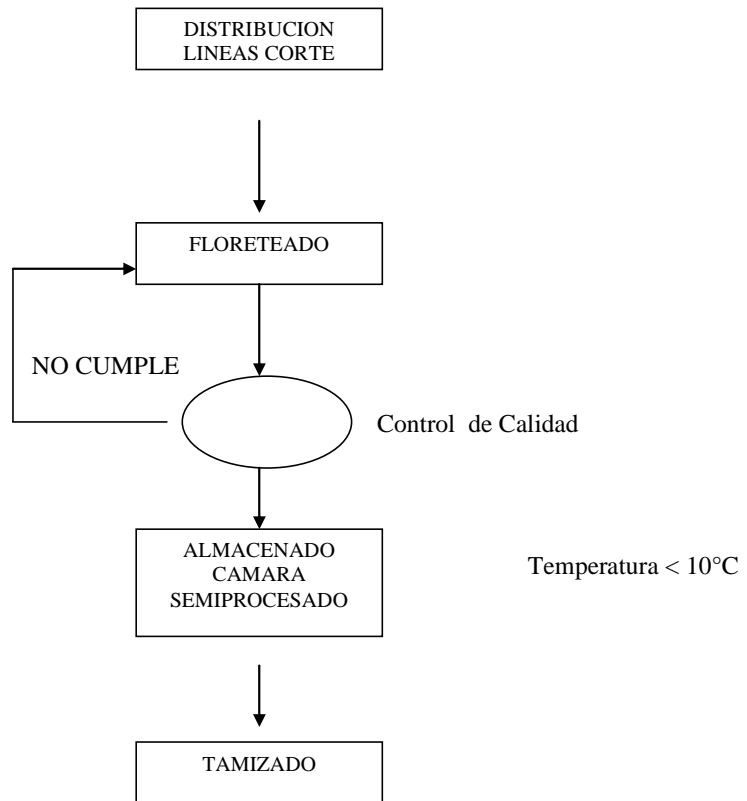 DISTRIBUCION
LINEAS CORTE
FLORETEADO
NO CUMPLE
Control de Calidad
ALMACENADO
CAMARA
SEMIPROCESADO
Temperatura < 10°C
TAMIZADO